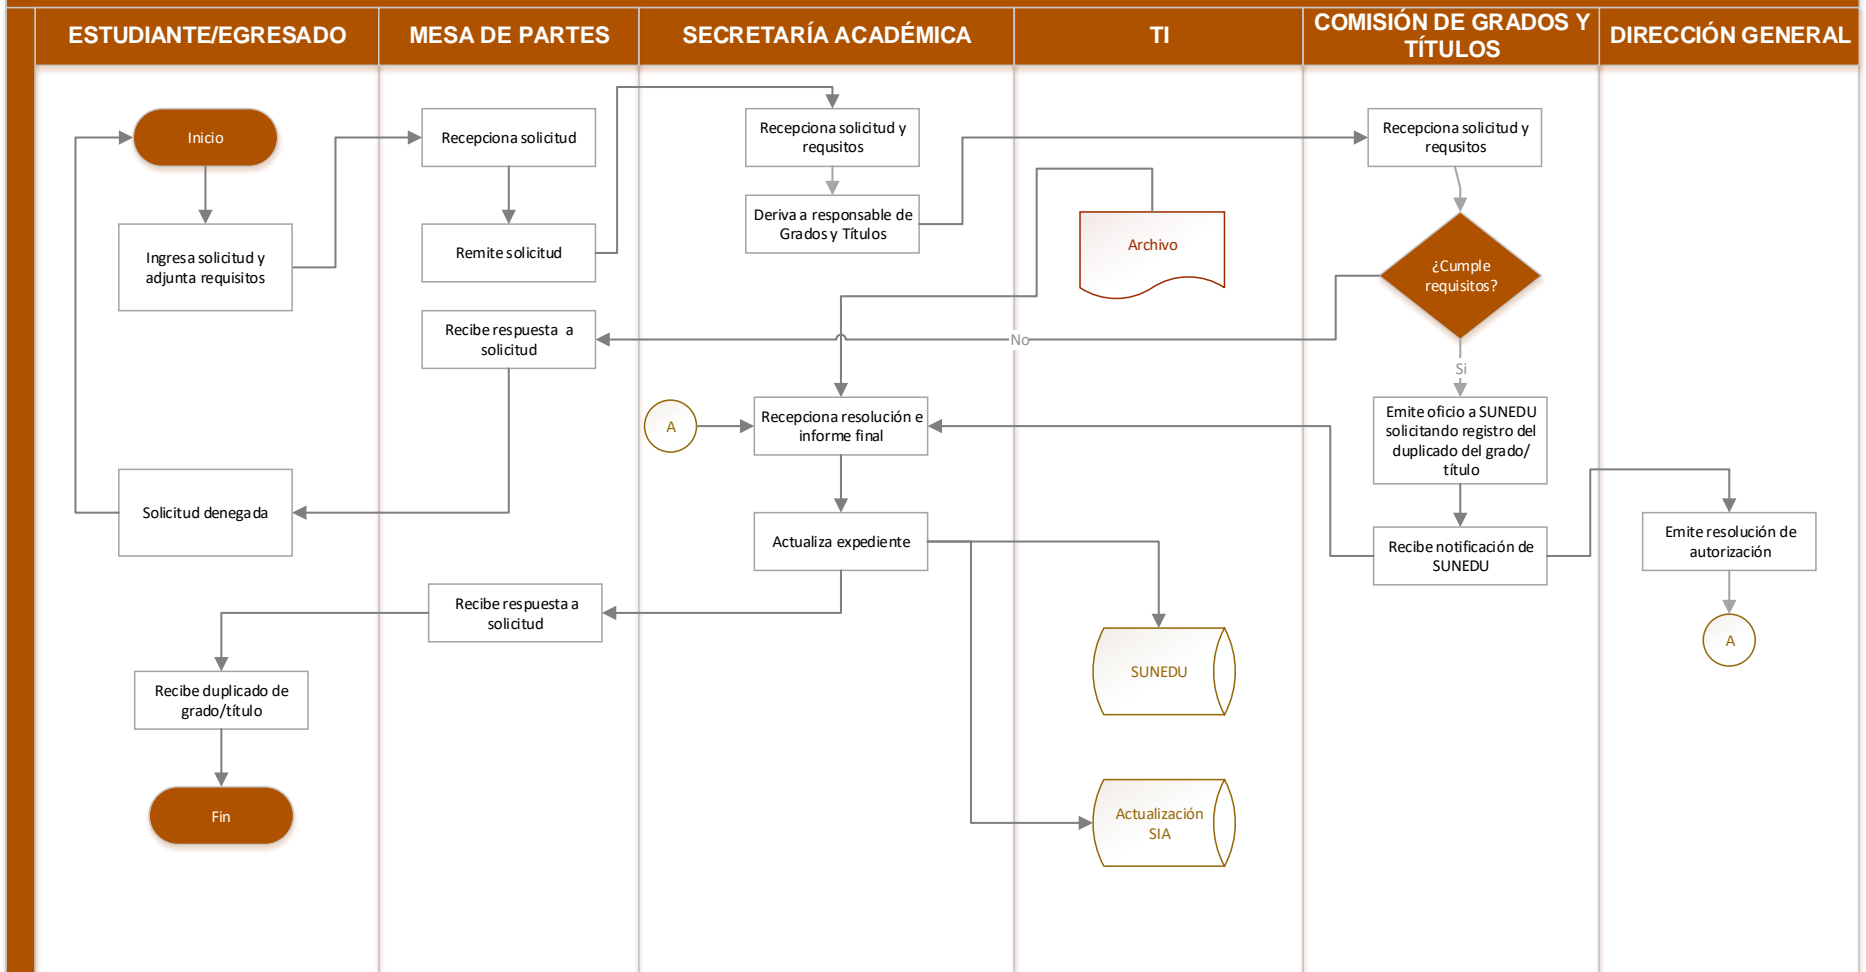 ESTUDIANTE/EGRESADO
MESA DE PARTES
SECRETARÍA ACADÉMICA
TI
COMISIÓN DE GRADOS Y
TÍTULOS
DIRECCIÓN GENERAL
Inicio
Ingresa solicitud y
adjunta requisitos
Solicitud denegada
Recibe duplicado de
grado/título
Fin
Recepciona solicitud
Remite solicitud
Recibe respuesta a
solicitud
Recibe respuesta a
solicitud
Recepciona solicitud y
requsitos
Deriva a responsable de
Grados y Títulos
A
Recepciona resolución e
informe final
Actualiza expediente
Archivo
No
SUNEDU
Actualización
SIA
Recepciona solicitud y
requsitos
¿Cumple
requisitos?
Si
Emite oficio a SUNEDU
solicitando registro del
duplicado del grado/
título
Recibe notificación de
SUNEDU
Emite resolución de
autorización
A